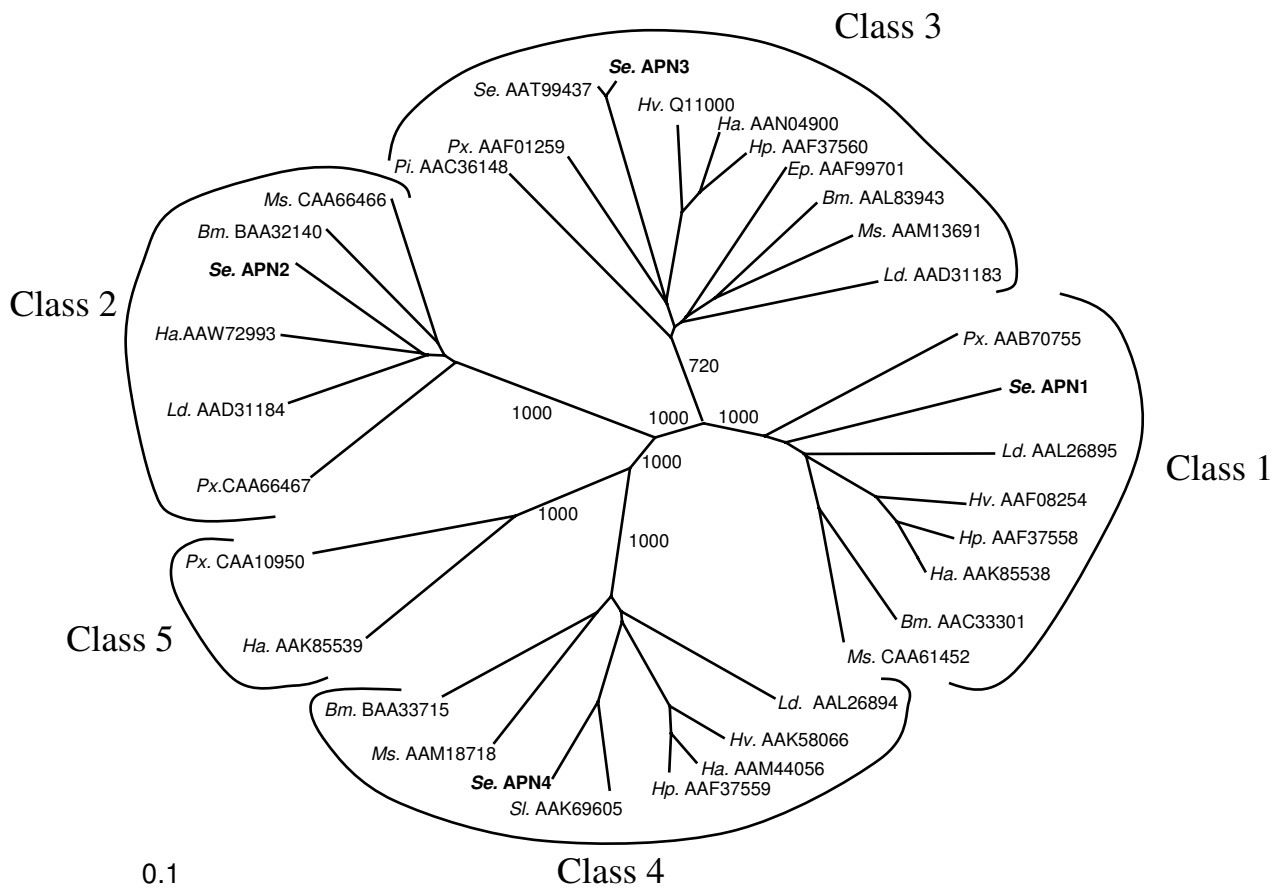 Class 3
Se. APN3
Se. AAT99437
Hv. Q11000
Ha. AAN04900
Px. AAF01259
Hp. AAF37560
Pi. AAC36148
Ep. AAF99701
Ms. CAA66466
Bm. AAL83943
Bm. BAA32140
Ms. AAM13691
Se. APN2
Ld. AAD31183
Class 2
Ha.AAW72993
Px. AAB70755
720
Se. APN1
Ld. AAD31184
1000
1000
1000
Ld. AAL26895
1000
Class 1
Px.CAA66467
Hv. AAF08254
1000
Hp. AAF37558
1000
Px. CAA10950
Ha. AAK85538
Bm. AAC33301
Class 5
Ha. AAK85539
Ms. CAA61452
Bm. BAA33715
Ld. AAL26894
Ms. AAM18718
Hv. AAK58066
Ha. AAM44056
Se. APN4
Hp. AAF37559
Sl. AAK69605
Class 4
0.1